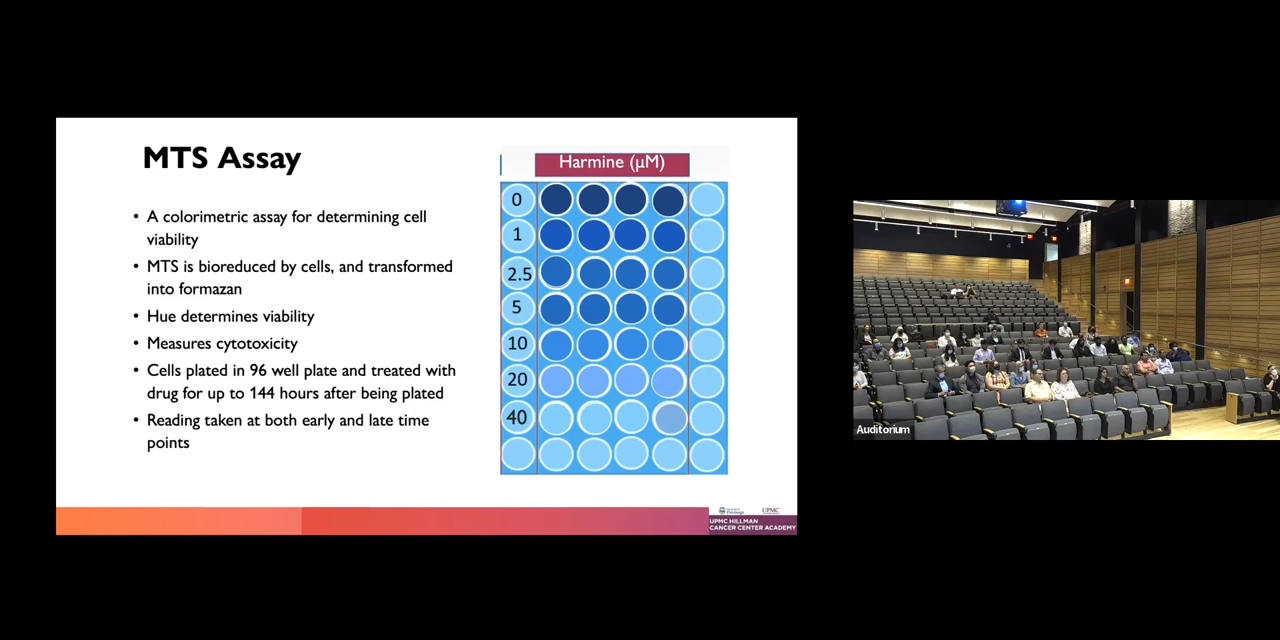 MTS Assay
• A colorimetric assay for determining cell
viability
• MTS is bioreduced by cells, and transformed
into formazan
• Hue determines viability
• Measures cytotoxicity
• Cells plated in 96 well plate and treated with
drug for up to 144 hours after being plated
• Reading taken at both early and late time
points
Harmine (µM)
0
1
2.5
5
10
20
40
Pittsburgh
UPMC
UPMC HILLMAN
CANCER CENTER ACADEMY
Auditorium